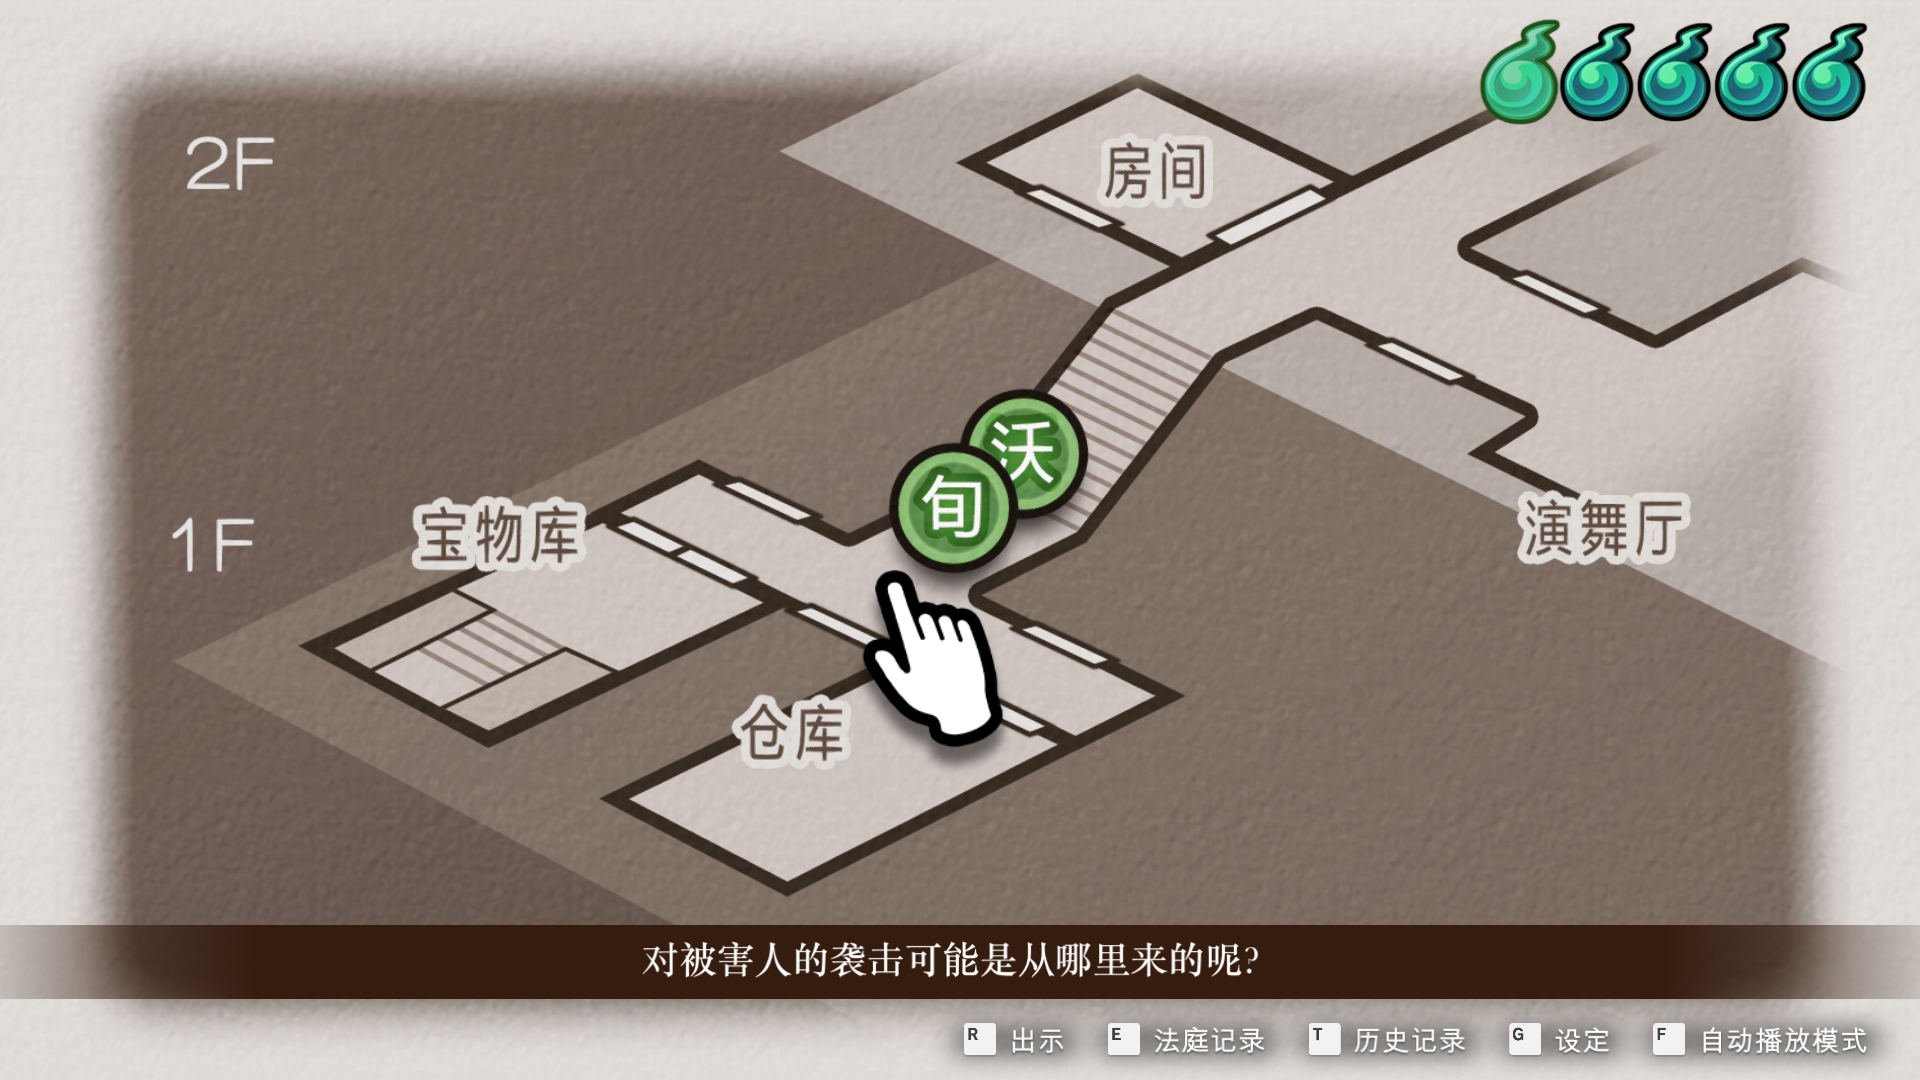 2F
房间
沃
旬
1F
宝物库
演舞厅
仓库
对被害人的袭击可能是从哪里来的呢?
R 出示 E 法庭记录 T 历史记录 G 设定 F 自动播放模式